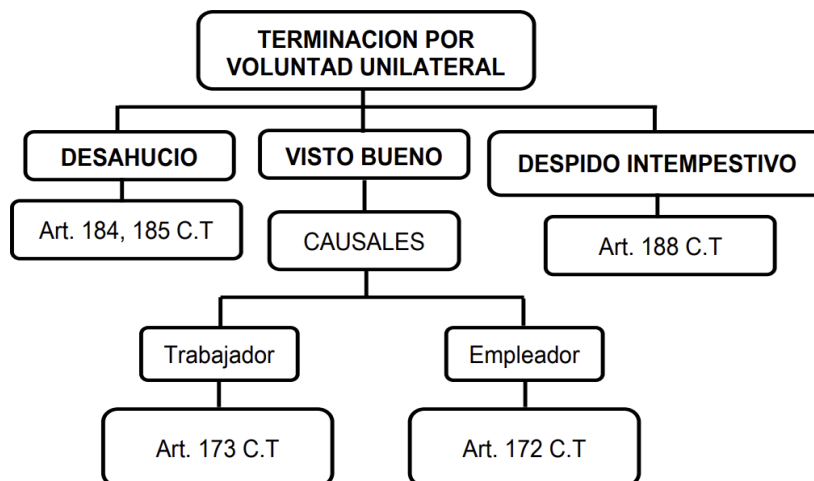 TERMINACION POR
VOLUNTAD UNILATERAL
DESAHUCIO
VISTO BUENO
DESPIDO INTEMPESTIVO
Art. 184, 185 C.T
CAUSALES
Art. 188 C.T
Trabajador
Empleador
Art. 173 C.T
Art. 172 C.T